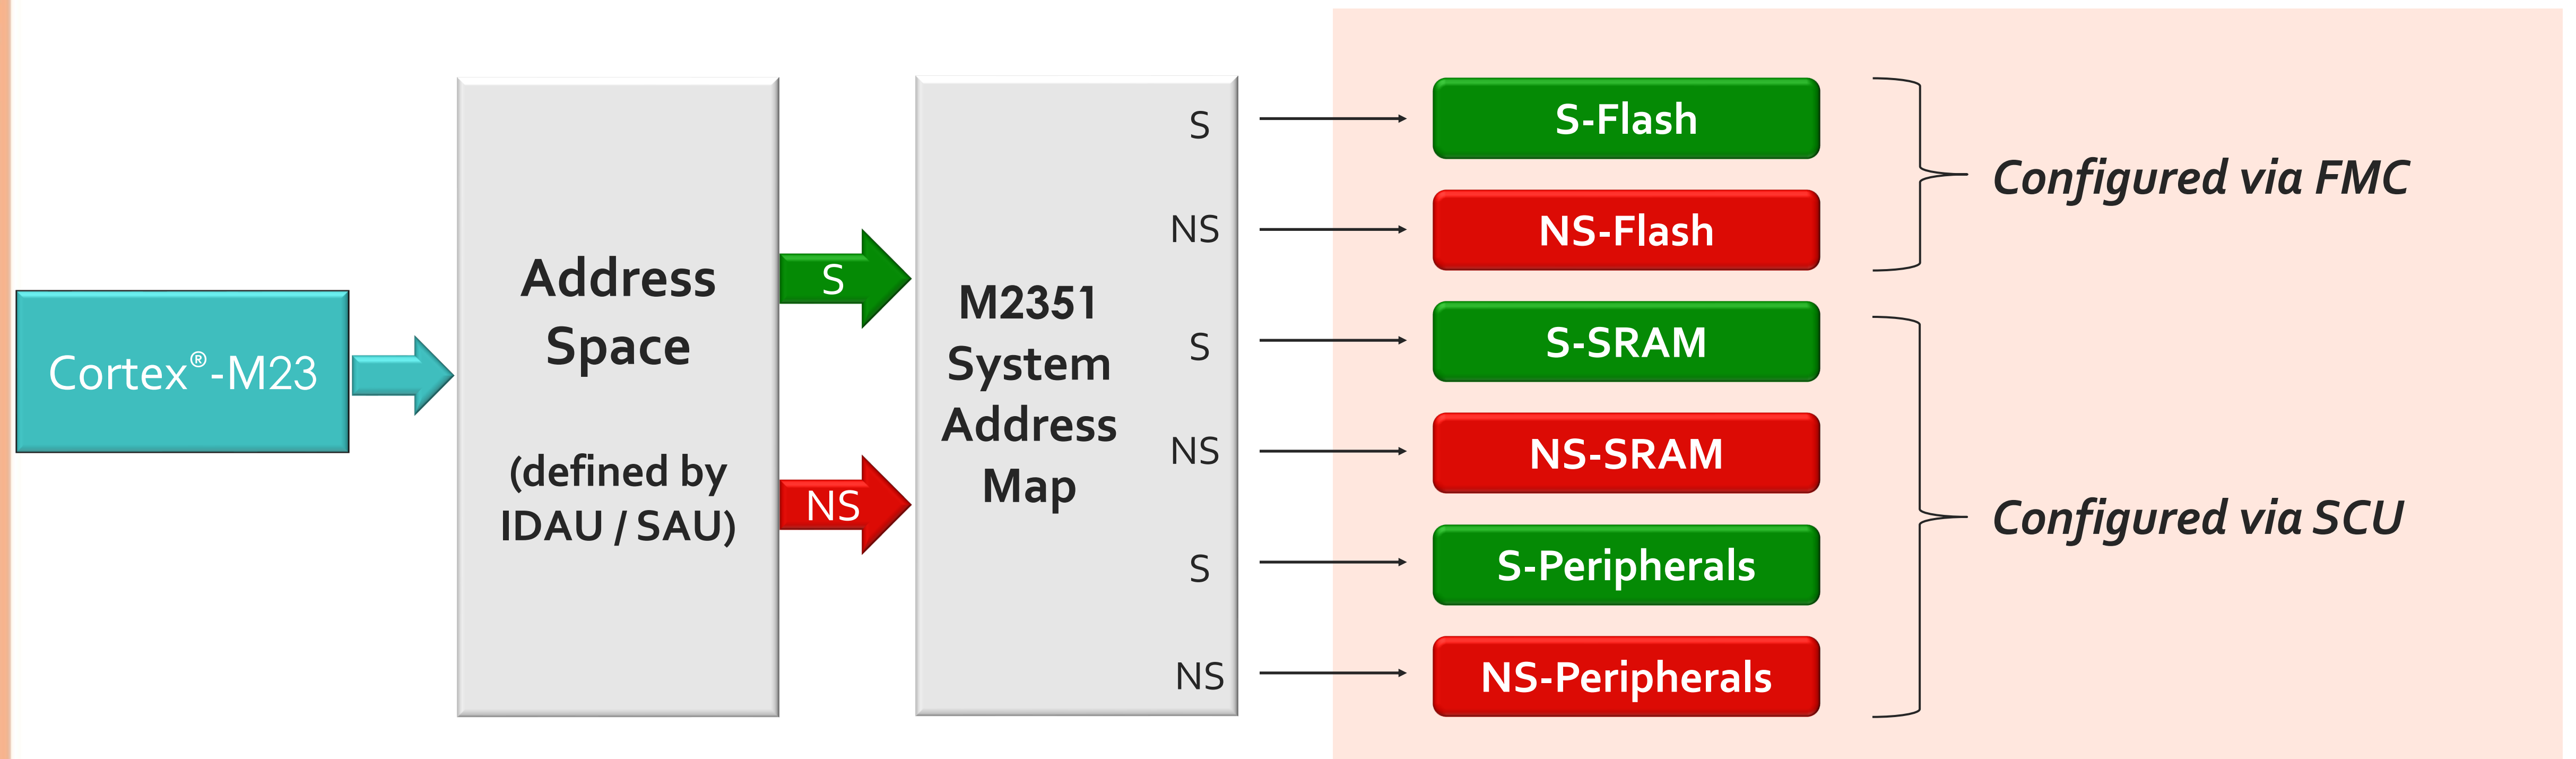 Cortex®-M23
Address
Space
(defined by
IDAU / SAU)
S
NS
M2351
System
Address
Map
S
NS
S
NS
S
NS
S-Flash
NS-Flash
S-SRAM
NS-SRAM
S-Peripherals
NS-Peripherals
Configured via FMC
Configured via SCU